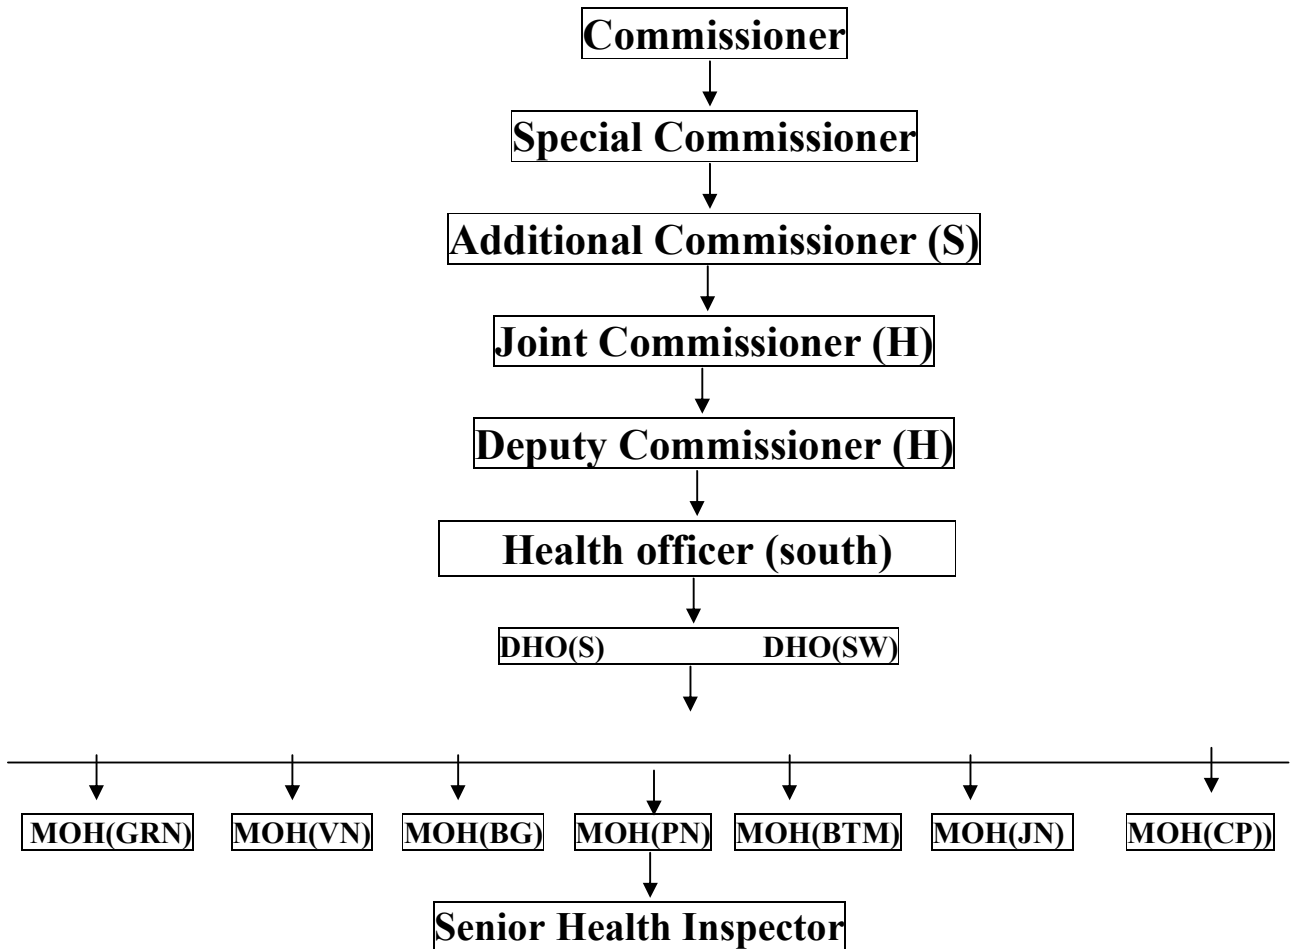 Commissioner
Special Commissioner
Additional Commissioner (S)
Joint Commissioner (H)
Deputy Commissioner (H)
Health officer (south)
DHO(S) DHO(SW)
MOH(GRN) MOH(VN) MOH(BG) MOH(PN) MOH(BTM) MOH(JN) MOH(CP))
Senior Health Inspector